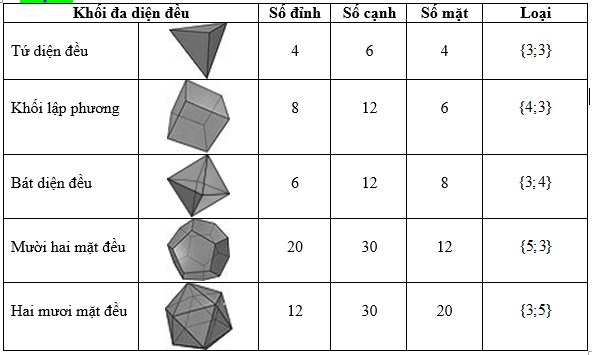 Khối đa diện đều Số đỉnh Số cạnh Số mặt Loại
Tứ diện đều 4 6 4 {3;3}
Khối lập phương 8 12 6 {4;3}
Bát diện đều 6 12 8 {3;4}
Mười hai mặt đều 20 30 12 {5;3}
Hai mươi mặt đều 12 30 20 {3;5}